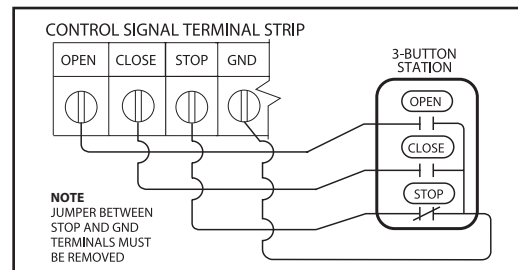 CONTROL SIGNAL TERMINAL STRIP
OPEN CLOSE STOP GND
3-BUTTON
STATION
OPEN
CLOSE
STOP
NOTE
JUMPER BETWEEN
STOP AND GND
TERMINALS MUST
BE REMOVED